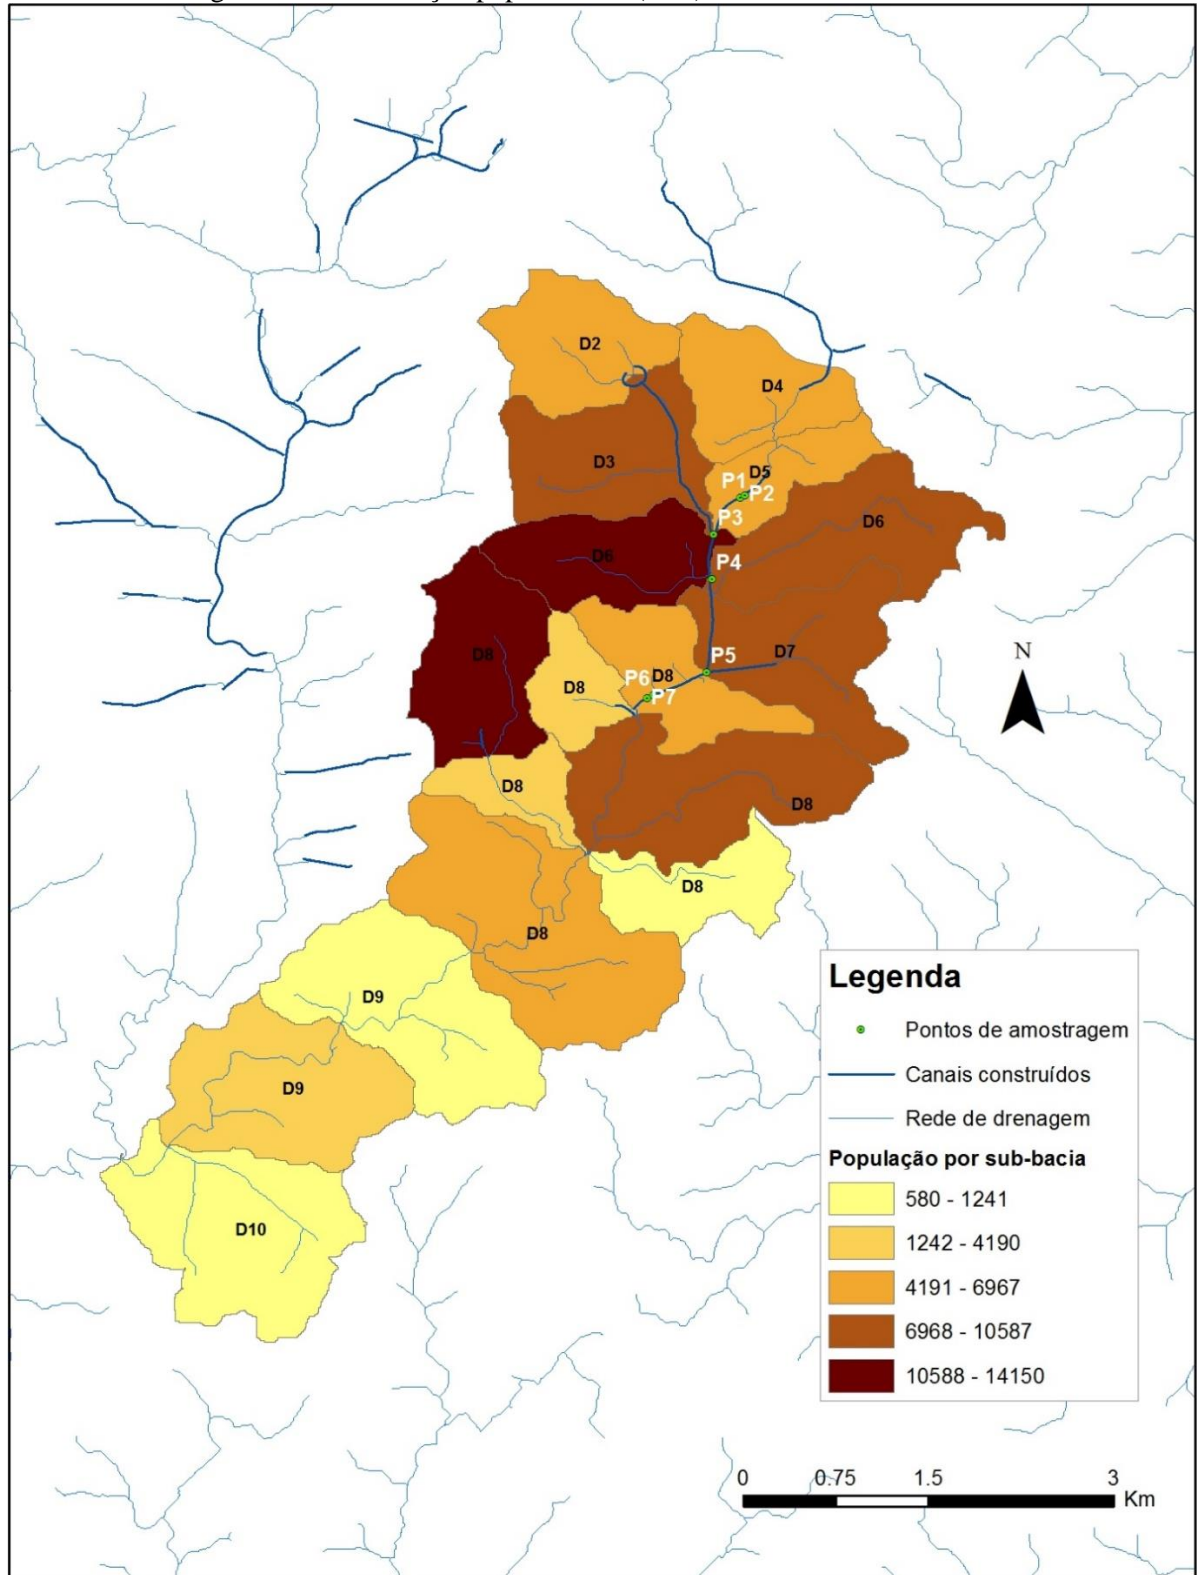 D2
D4
D3
D5
P1
P2
P3
D6
D6
P4
D8
D7
P5
D8
D8
P6
P7
D8
D8
D8
D8
D9
D9
D10
N
Legenda
Pontos de amostragem
Canais construídos
Rede de drenagem
População por sub-bacia
580 - 1241
1242 - 4190
4191 - 6967
6968 - 10587
10588 - 14150
0 0.75 1.5 3
Km